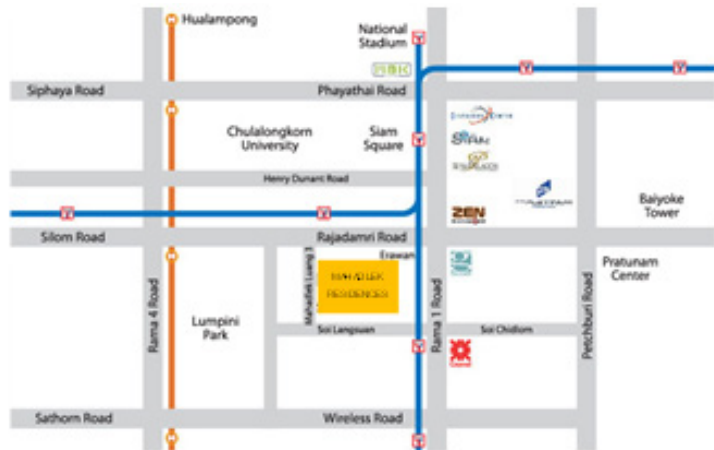 Hualampong
National
Stadium
MBK
Siphaya Road
Phayathai Road
Chulalongkorn
University
Siam
Square
Henry Dunant Road
ZEN
Baiyoke
Tower
Silom Road
Rajadamri Road
Erawan
Mahadlek Luang 3
MAHADLEK
RESIDENCES
Pratunam
Center
Rama 4 Road
Lumpini
Park
Rama 1 Road
Petchburi Road
Soi Langsuan
Soi Chidlom
Sathorn Road
Wireless Road